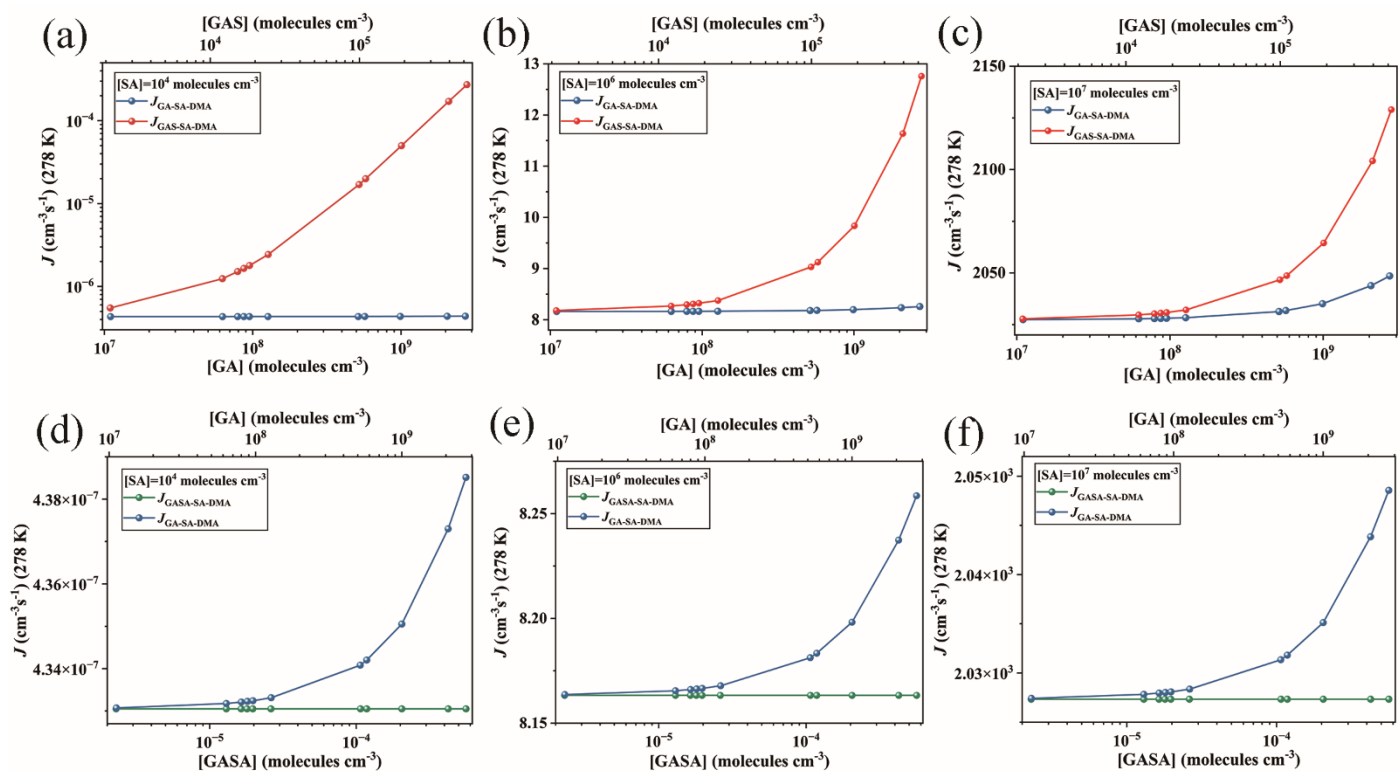 (a)
[GAS] (molecules cm⁻³)
10⁴ 10⁵
[SA]=10⁴ molecules cm⁻³
J_GA-SA-DMA
J_GAS-SA-DMA
J (cm⁻³s⁻¹) (278 K)
10⁻⁴
10⁻⁵
10⁻⁶
10⁷ 10⁸ 10⁹
[GA] (molecules cm⁻³)
(b)
[GAS] (molecules cm⁻³)
10⁴ 10⁵
[SA]=10⁶ molecules cm⁻³
J_GA-SA-DMA
J_GAS-SA-DMA
J (cm⁻³s⁻¹) (278 K)
13
12
11
10
9
8
10⁷ 10⁸ 10⁹
[GA] (molecules cm⁻³)
(c)
[GAS] (molecules cm⁻³)
10⁴ 10⁵
[SA]=10⁷ molecules cm⁻³
J_GA-SA-DMA
J_GAS-SA-DMA
J (cm⁻³s⁻¹) (278 K)
2150
2100
2050
10⁷ 10⁸ 10⁹
[GA] (molecules cm⁻³)
(d)
[GA] (molecules cm⁻³)
10⁷ 10⁸ 10⁹
[SA]=10⁴ molecules cm⁻³
J_GASA-SA-DMA
J_GA-SA-DMA
J (cm⁻³s⁻¹) (278 K)
4.38×10⁻⁷
4.36×10⁻⁷
4.34×10⁻⁷
10⁻⁵ 10⁻⁴
[GASA] (molecules cm⁻³)
(e)
[GA] (molecules cm⁻³)
10⁷ 10⁸ 10⁹
[SA]=10⁶ molecules cm⁻³
J_GASA-SA-DMA
J_GA-SA-DMA
J (cm⁻³s⁻¹) (278 K)
8.25
8.20
8.15
10⁻⁵ 10⁻⁴
[GASA] (molecules cm⁻³)
(f)
[GA] (molecules cm⁻³)
10⁷ 10⁸ 10⁹
[SA]=10⁷ molecules cm⁻³
J_GASA-SA-DMA
J_GA-SA-DMA
J (cm⁻³s⁻¹) (278 K)
2.05×10³
2.04×10³
2.03×10³
10⁻⁵ 10⁻⁴
[GASA] (molecules cm⁻³)